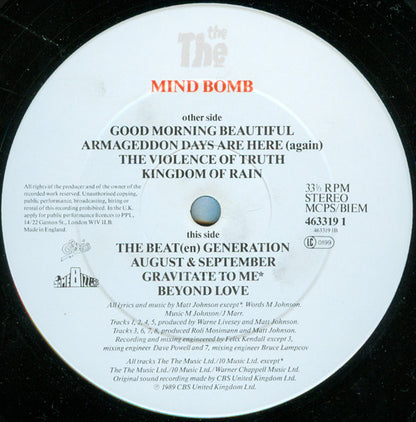 the
The
MIND BOMB
other side
GOOD MORNING BEAUTIFUL
ARMAGEDDON DAYS ARE HERE (again)
THE VIOLENCE OF TRUTH
KINGDOM OF RAIN
All rights of the producer and of the owner of the
recorded work reserved. Unauthorised copying,
public performance, broadcasting, hiring or
rental of this recording prohibited. In the U.K.
apply for public performance licences to PPL,
14/22 Ganton St., London W1V 1LB.
Made in England.
33⅓ RPM
STEREO
MCPS/BIEM
463319 1
463319 1B
LC 0199
this side
THE BEAT(en) GENERATION
AUGUST & SEPTEMBER
GRAVITATE TO ME*
BEYOND LOVE
Epic
All lyrics and music by Matt Johnson except*. Words M Johnson.
Music M Johnson / J Marr.
Tracks 1, 2, 4, 5, produced by Warne Livesey and Matt Johnson.
Tracks 3, 6, 7, 8, produced Roli Mosimann and Matt Johnson.
Recording and mixing engineered by Felix Kendall except 3,
mixing engineer Dave Powell and 7, mixing engineer Bruce Lampcov
All tracks The The Music Ltd./10 Music Ltd. except*
The The Music Ltd./10 Music Ltd./Warner Chappell Music Ltd.
Original sound recording made by CBS United Kingdom Ltd.
℗ 1989 CBS United Kingdom Ltd.